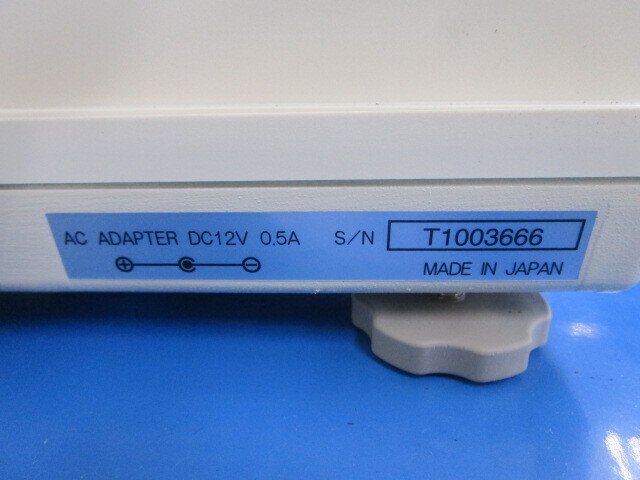 AC ADAPTER DC12V 0.5A S/N T1003666
MADE IN JAPAN